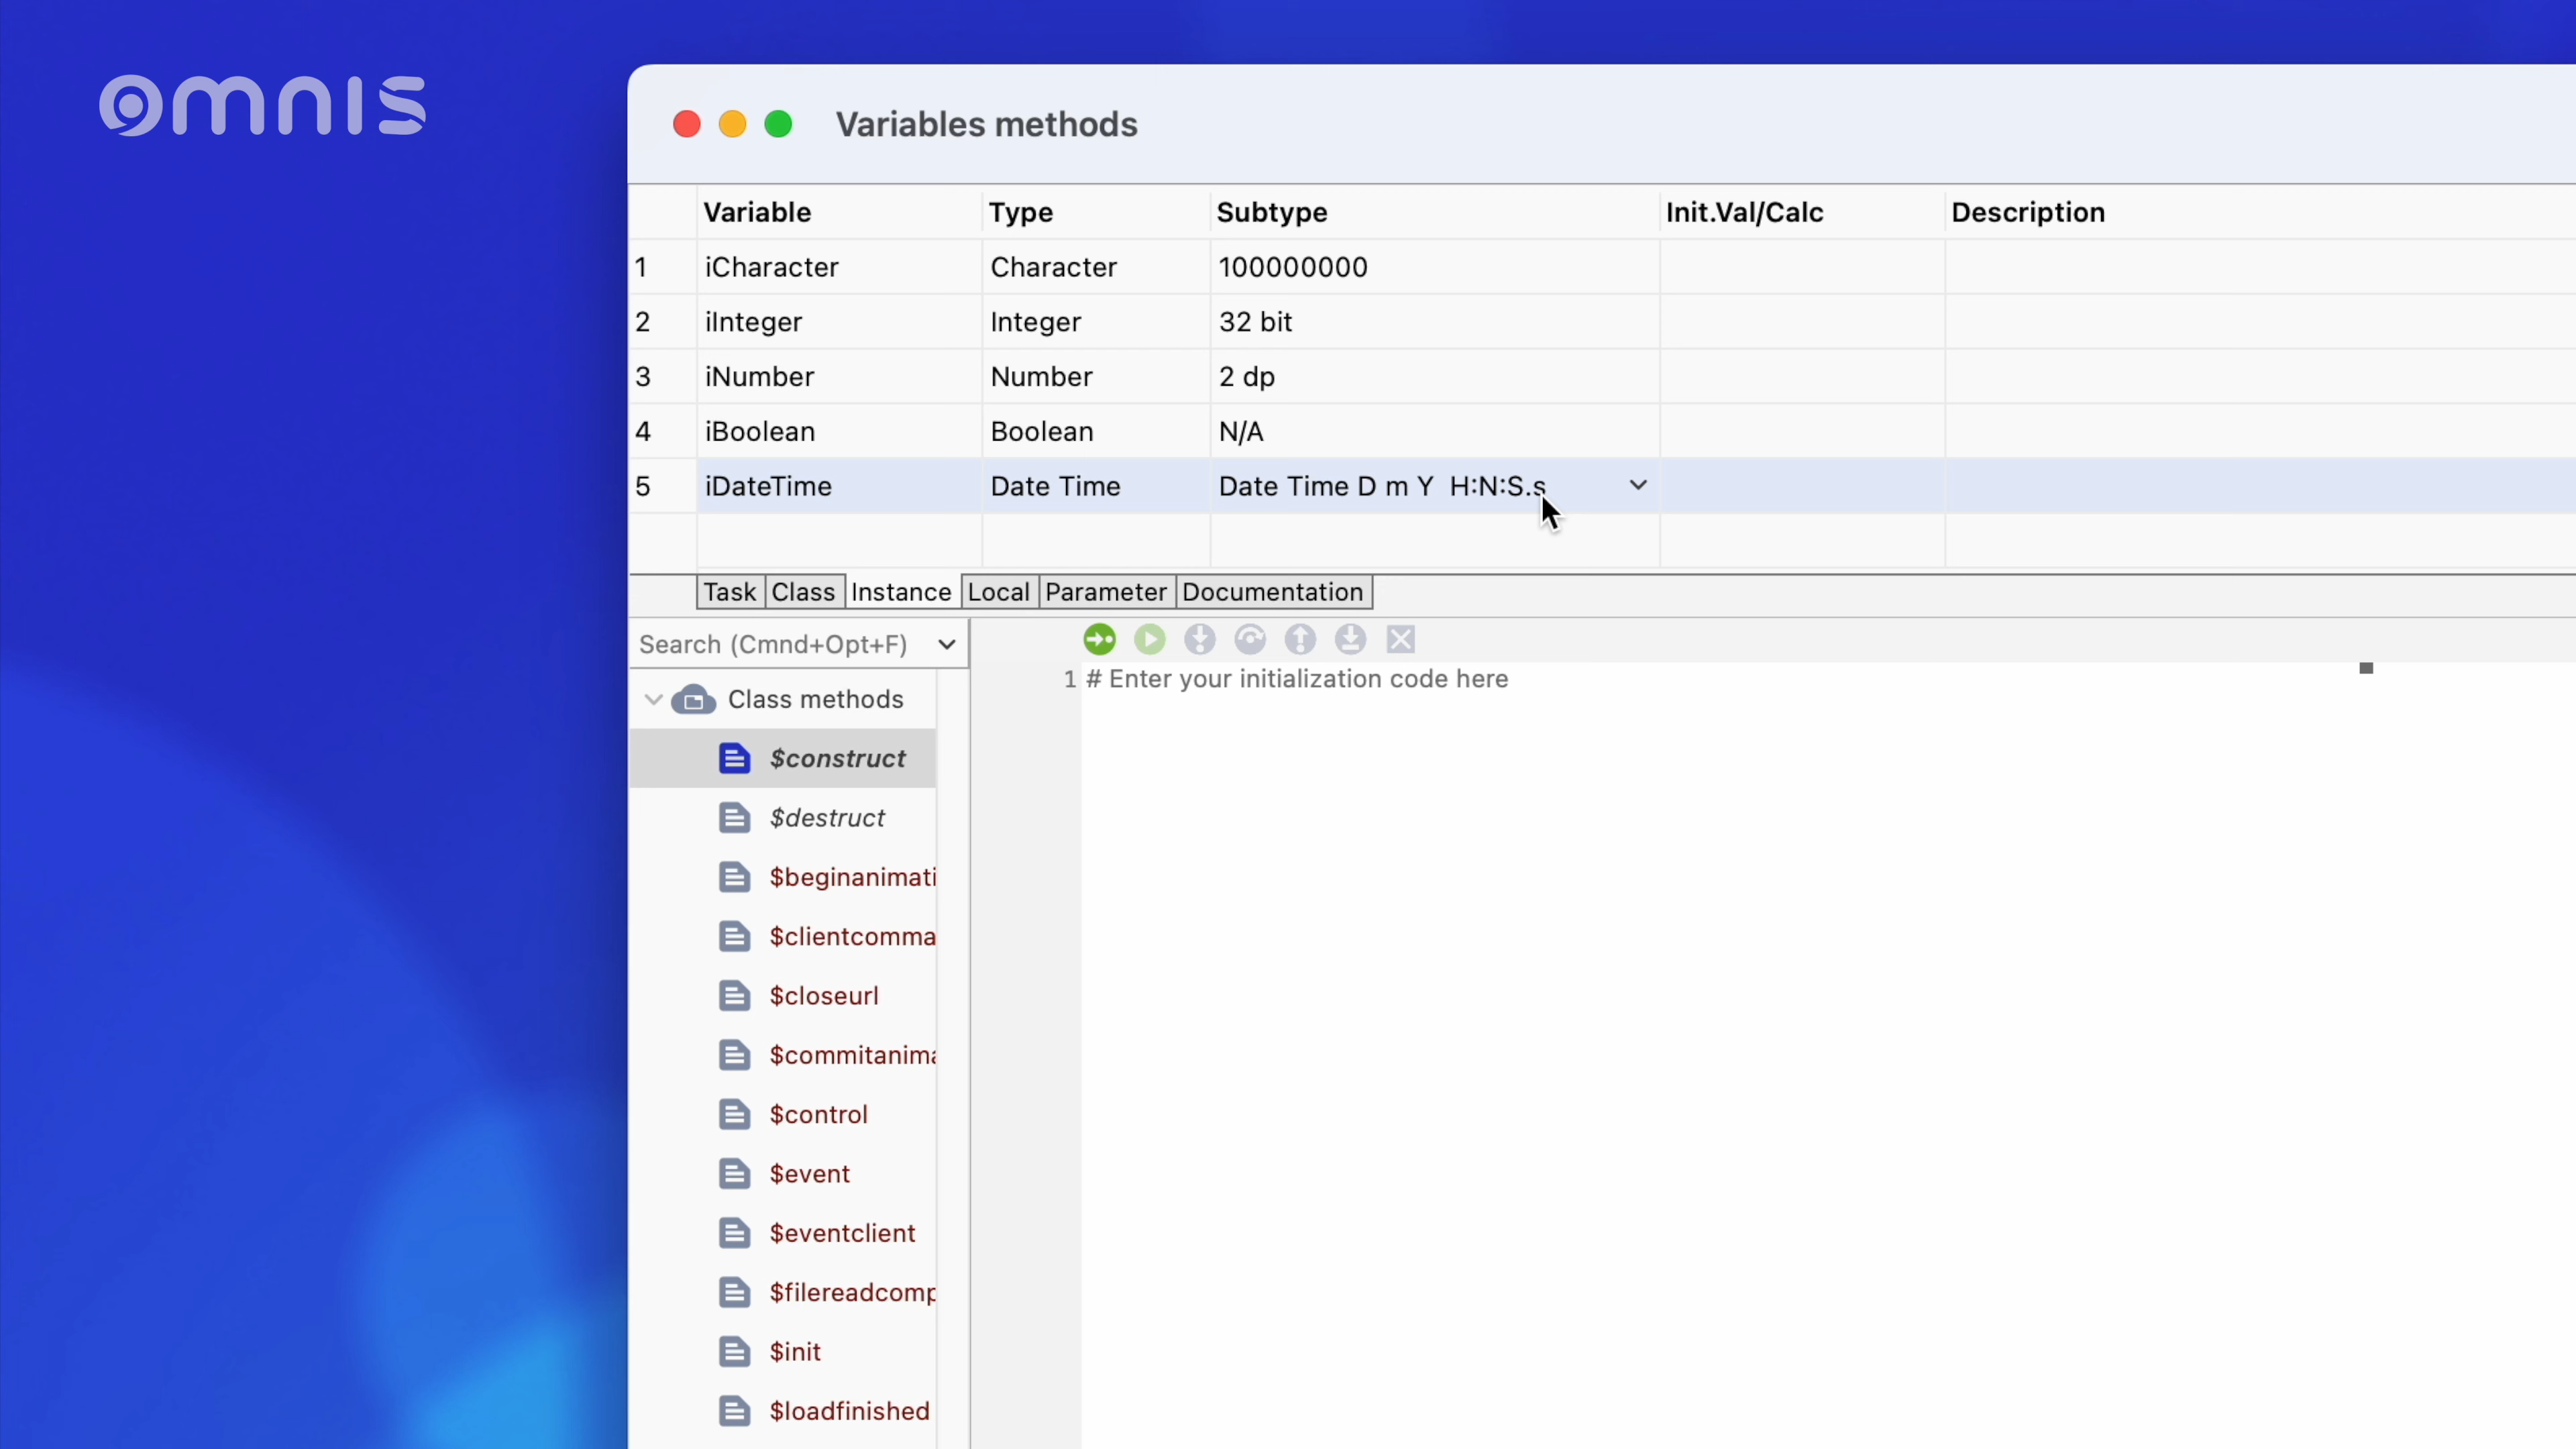 OMNIS
Variables methods
Variable Type Subtype Init.Val/Calc Description
1 iCharacter Character 100000000
2 iInteger Integer 32 bit
3 iNumber Number 2 dp
4 iBoolean Boolean N/A
5 iDateTime Date Time Date Time D m Y  H:N:S.s
Task Class Instance Local Parameter Documentation
Search (Cmnd+Opt+F)
1 # Enter your initialization code here
Class methods
$construct
$destruct
$beginanimati
$clientcomma
$closeurl
$commitanima
$control
$event
$eventclient
$filereadcomp
$init
$loadfinished